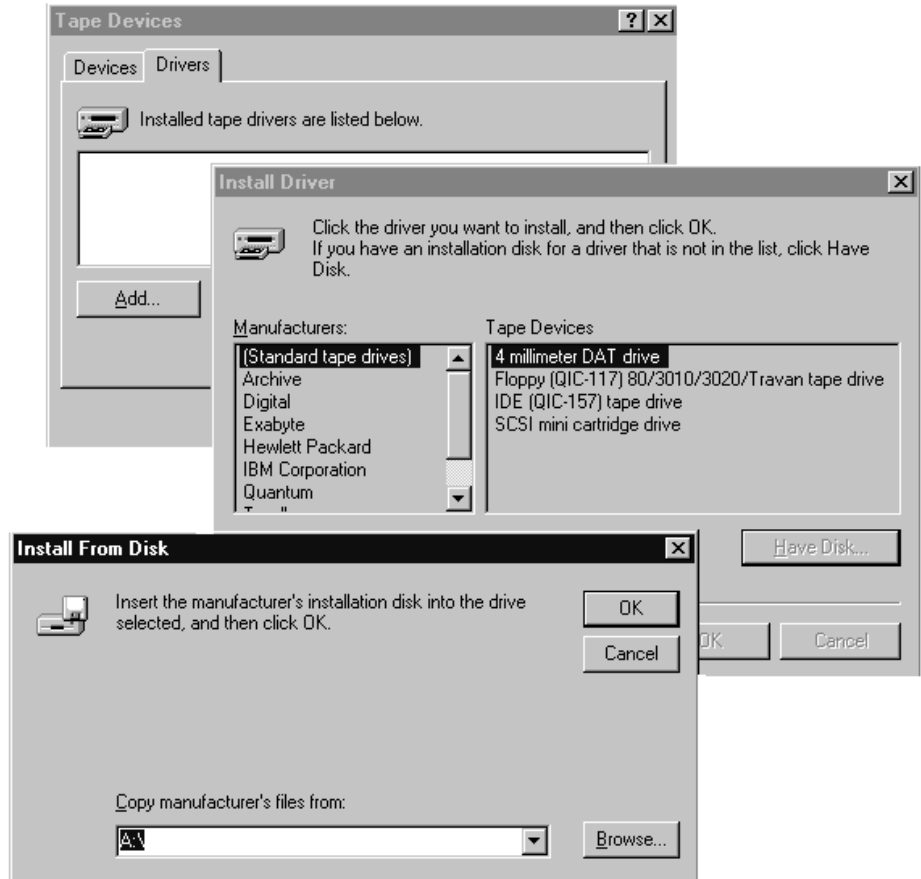 Tape Devices
Devices
Drivers
Installed tape drivers are listed below.
Add...
Install Driver
Click the driver you want to install, and then click OK.
If you have an installation disk for a driver that is not in the list, click Have
Disk.
Manufacturers:
(Standard tape drives)
Archive
Digital
Exabyte
Hewlett Packard
IBM Corporation
Quantum
Tape Devices
4 millimeter DAT drive
Floppy (QIC-117) 80/3010/3020/Travan tape drive
IDE (QIC-157) tape drive
SCSI mini cartridge drive
Have Disk...
OK
Cancel
Install From Disk
Insert the manufacturer's installation disk into the drive
selected, and then click OK.
OK
Cancel
Copy manufacturer's files from:
A:\
Browse...